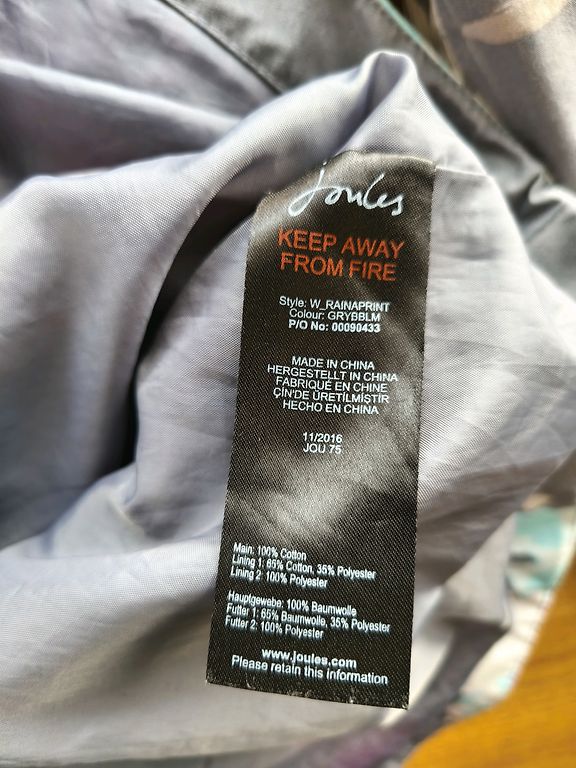 Joules
KEEP AWAY
FROM FIRE
Style: W_RAINAPRINT
Colour: GRYBBLM
P/O No: 00090433
MADE IN CHINA
HERGESTELLT IN CHINA
FABRIQUÉ EN CHINE
ÇİN'DE ÜRETİLMİŞTİR
HECHO EN CHINA
11/2016
JOU 75
Main: 100% Cotton
Lining 1: 65% Cotton, 35% Polyester
Lining 2: 100% Polyester
Hauptgewebe: 100% Baumwolle
Futter 1: 65% Baumwolle, 35% Polyester
Futter 2: 100% Polyester
www.joules.com
Please retain this information